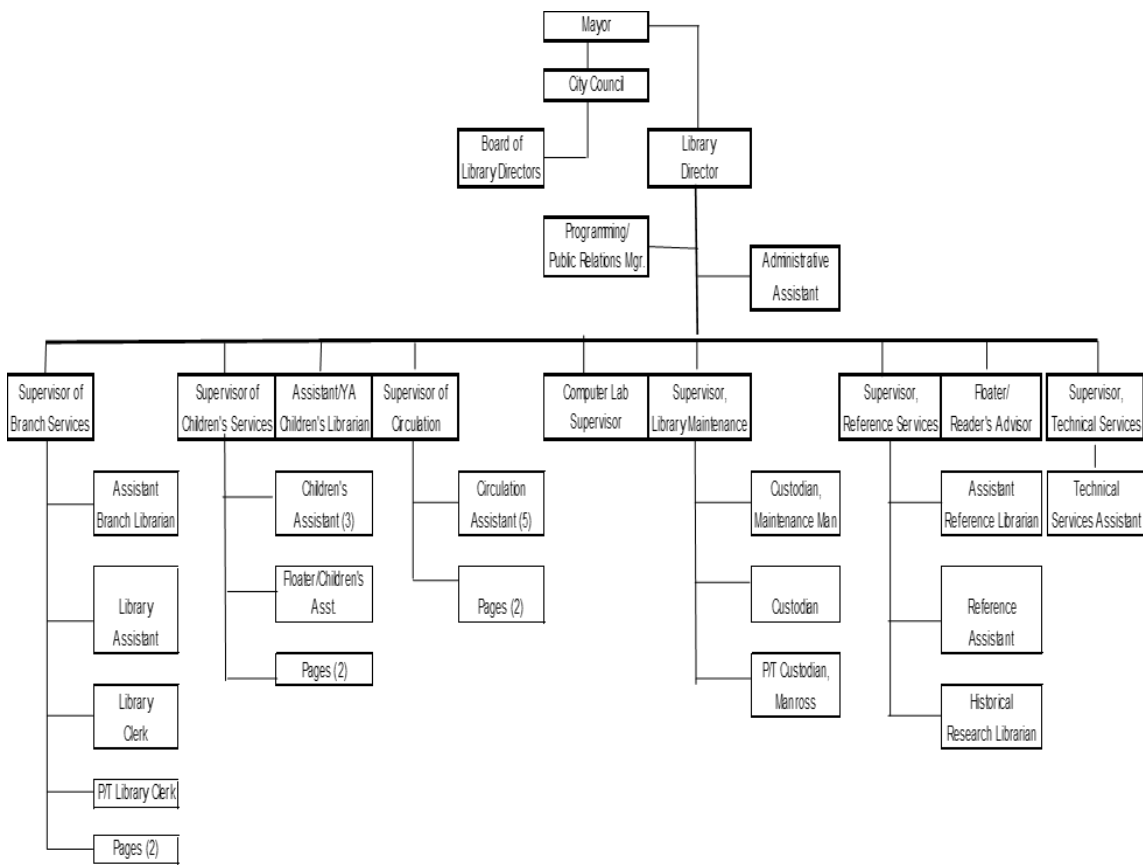 Mayor
City Council
Board of
Library Directors
Library
Director
Programming/
Public Relations Mgr.
Administrative
Assistant
Supervisor of
Branch Services
Supervisor of
Children's Services
Assistant/YA
Children's Librarian
Supervisor of
Circulation
Computer Lab
Supervisor
Supervisor,
Library Maintenance
Supervisor,
Reference Services
Floater/
Reader's Advisor
Supervisor,
Technical Services
Assistant
Branch Librarian
Library
Assistant
Library
Clerk
P/T Library Clerk
Pages (2)
Children's
Assistant (3)
Floater/Children's
Asst.
Pages (2)
Circulation
Assistant (5)
Pages (2)
Custodian,
Maintenance Man
Custodian
P/T Custodian,
Manross
Assistant
Reference Librarian
Reference
Assistant
Historical
Research Librarian
Technical
Services Assistant